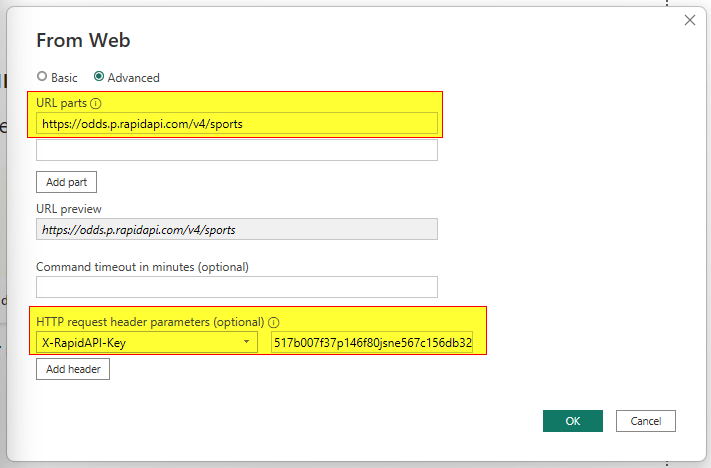 From Web
Basic Advanced
URL parts
https://odds.p.rapidapi.com/v4/sports
Add part
URL preview
https://odds.p.rapidapi.com/v4/sports
Command timeout in minutes (optional)
HTTP request header parameters (optional)
X-RapidAPI-Key 517b007f37p146f80jsne567c156db32
Add header
OK Cancel